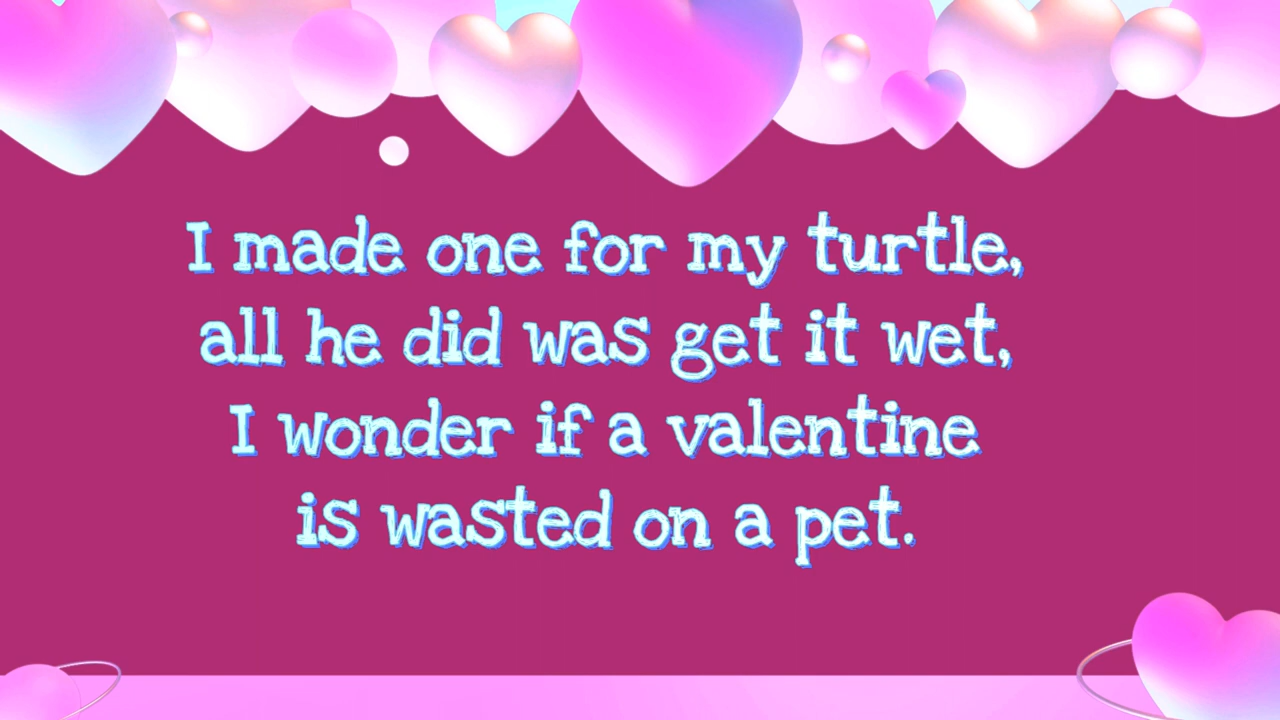 I made one for my turtle,
all he did was get it wet,
I wonder if a valentine
is wasted on a pet.